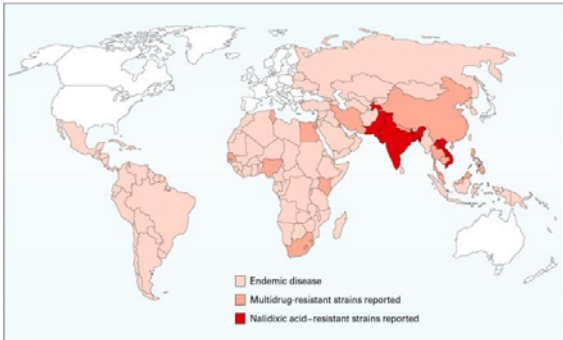 Endemic disease
Multidrug-resistant strains reported
Nalidixic acid–resistant strains reported